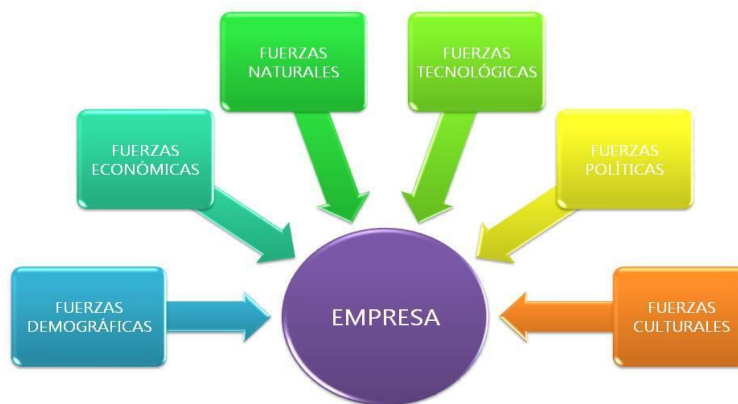 FUERZAS
NATURALES
FUERZAS
TECNOLÓGICAS
FUERZAS
ECONÓMICAS
FUERZAS
POLÍTICAS
FUERZAS
DEMOGRÁFICAS
EMPRESA
FUERZAS
CULTURALES